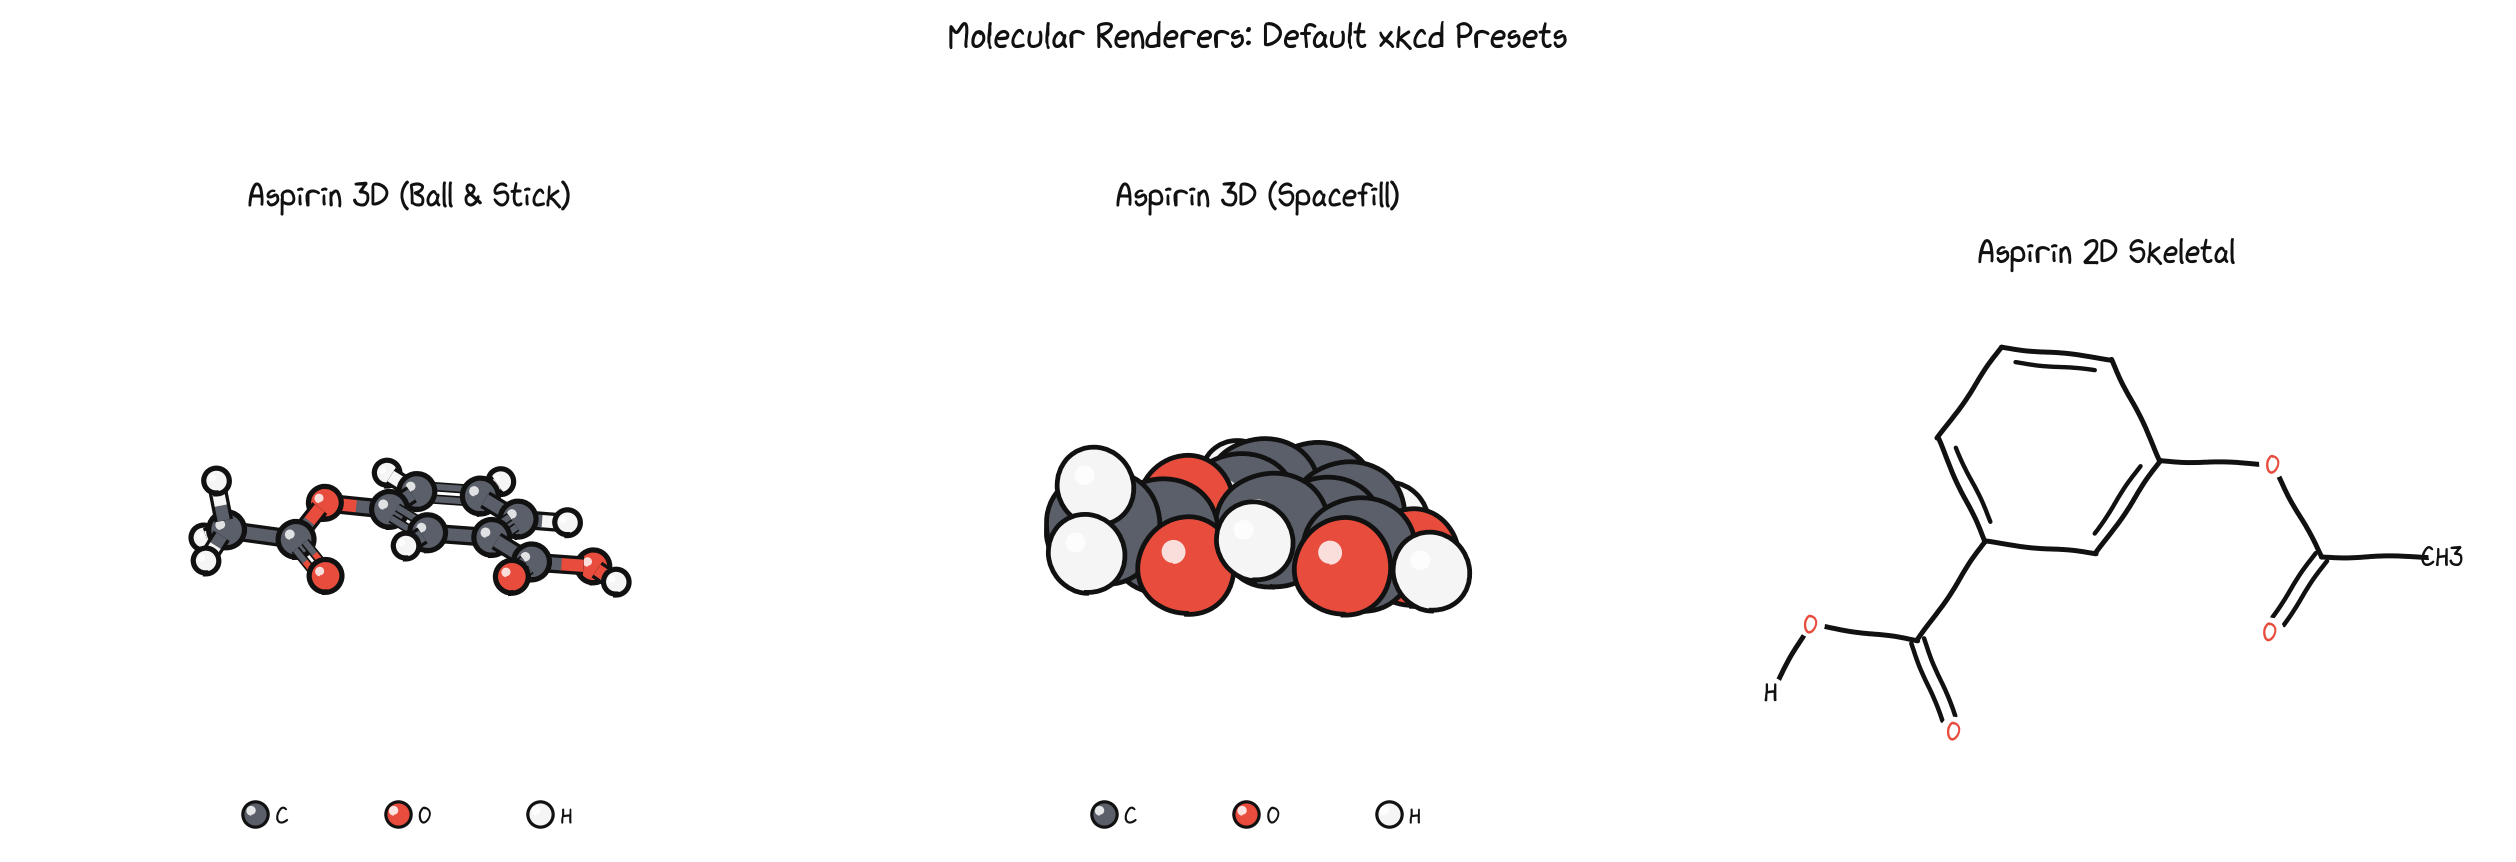 Molecular Renderers: Default xkcd Presets
Aspirin 3D (Ball & Stick)
Aspirin 3D (Spacefill)
Aspirin 2D Skeletal
O
CH3
O
O
H
O
C
O
H
C
O
H